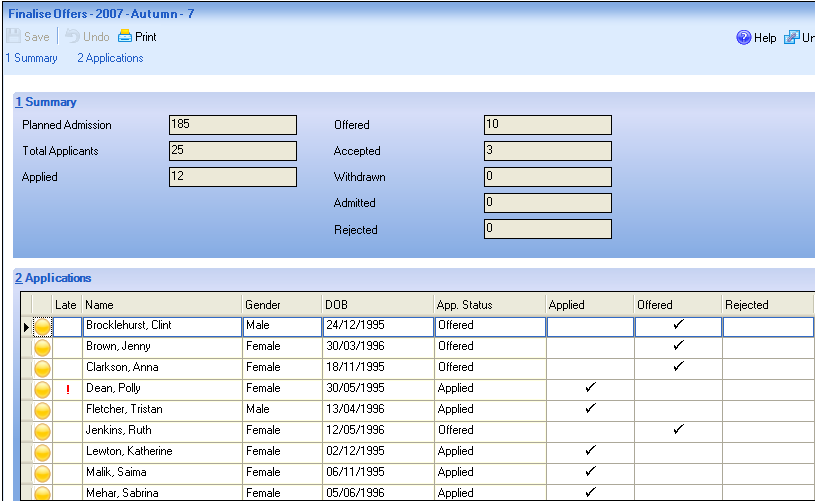 Finalise Offers - 2007 - Autumn - 7
Save Undo Print Help Un
1 Summary 2 Applications
1 Summary
Planned Admission 185 Offered 10
Total Applicants 25 Accepted 3
Applied 12 Withdrawn 0
Admitted 0
Rejected 0
2 Applications
Late Name Gender DOB App. Status Applied Offered Rejected
Brocklehurst, Clint Male 24/12/1995 Offered ✓
Brown, Jenny Female 30/03/1996 Offered ✓
Clarkson, Anna Female 18/11/1995 Offered ✓
! Dean, Polly Female 30/05/1995 Applied ✓
Fletcher, Tristan Male 13/04/1996 Applied ✓
Jenkins, Ruth Female 12/05/1996 Offered ✓
Lewton, Katherine Female 02/12/1995 Applied ✓
Malik, Saima Female 06/11/1995 Applied ✓
Mehar, Sabrina Female 05/06/1996 Applied ✓